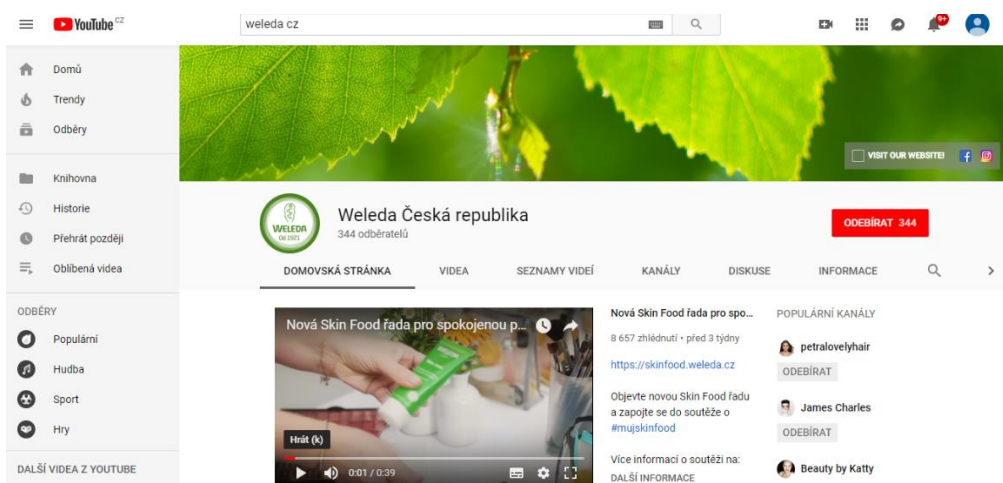 YouTube CZ
weleda cz
9+
Domů
Trendy
Odběry
Knihovna
Historie
Přehrát později
Oblíbená videa
ODBĚRY
Populární
Hudba
Sport
Hry
DALŠÍ VIDEA Z YOUTUBE
VISIT OUR WEBSITE!
WELEDA
Od 1921
Weleda Česká republika
344 odběratelů
ODEBÍRAT 344
DOMOVSKÁ STRÁNKA VIDEA SEZNAMY VIDEÍ KANÁLY DISKUSE INFORMACE
Nová Skin Food řada pro spokojenou p...
Hrát (k)
0:01 / 0:39
Nová Skin Food řada pro spo...
8 657 zhlédnutí • před 3 týdny
https://skinfood.weleda.cz
Objevte novou Skin Food řadu
a zapojte se do soutěže o
#mujskinfood
Více informací o soutěži na:
DALŠÍ INFORMACE
POPULÁRNÍ KANÁLY
petralovelyhair
ODEBÍRAT
James Charles
ODEBÍRAT
Beauty by Katty